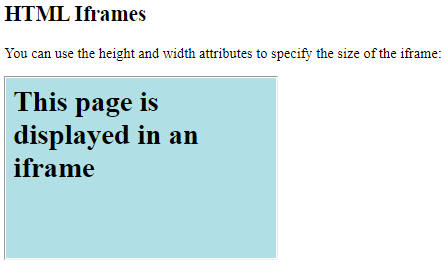 HTML Iframes
You can use the height and width attributes to specify the size of the iframe:
This page is
displayed in an
iframe